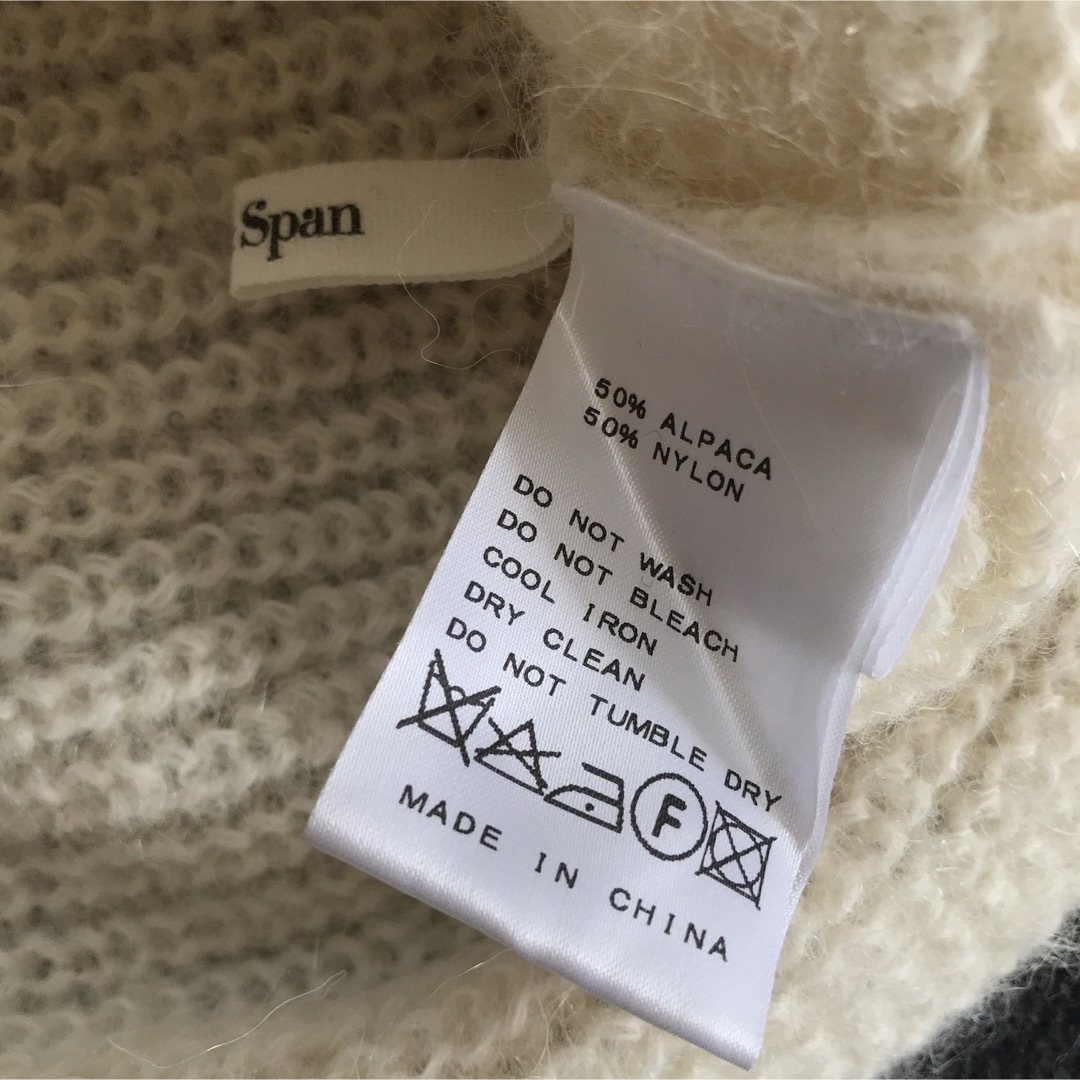 Span
50% ALPACA
50% NYLON
DO NOT WASH
DO NOT BLEACH
COOL IRON
DRY CLEAN
DO NOT TUMBLE DRY
F
MADE IN CHINA